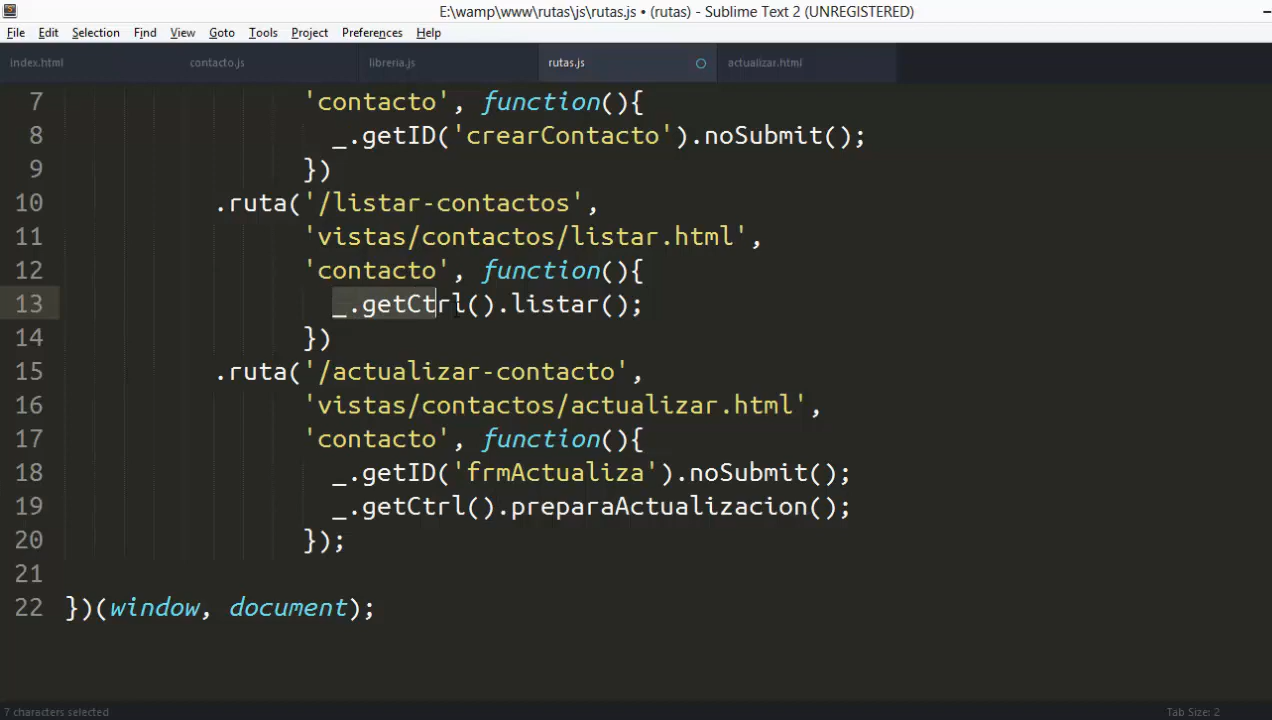 E:\wamp\www\rutas\js\rutas.js • (rutas) - Sublime Text 2 (UNREGISTERED)
File Edit Selection Find View Goto Tools Project Preferences Help
index.html contacto.js libreria.js rutas.js actualizar.html
7 'contacto', function(){
8 _.getID('crearContacto').noSubmit();
9 })
10 .ruta('/listar-contactos',
11 'vistas/contactos/listar.html',
12 'contacto', function(){
13 _.getCtrl().listar();
14 })
15 .ruta('/actualizar-contacto',
16 'vistas/contactos/actualizar.html',
17 'contacto', function(){
18 _.getID('frmActualiza').noSubmit();
19 _.getCtrl().preparaActualizacion();
20 });
21
22 })(window, document);
7 characters selected Tab Size: 2